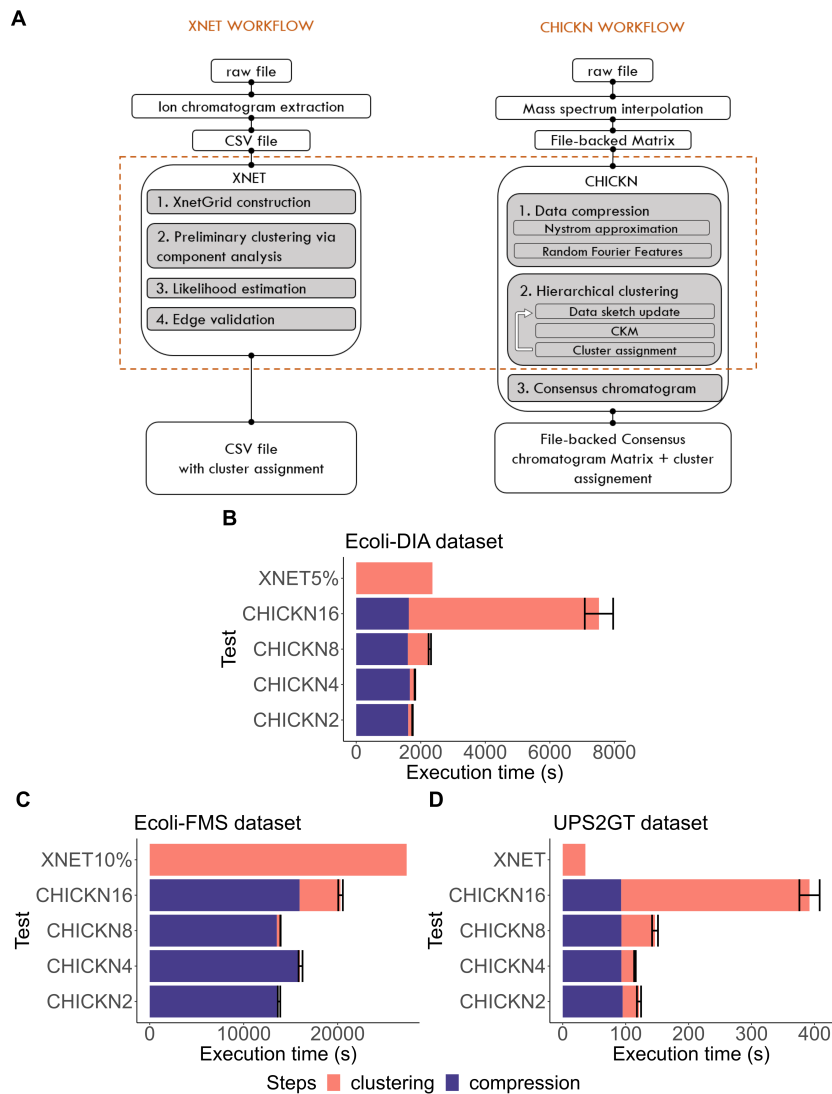 A
XNET WORKFLOW
CHICKN WORKFLOW
raw file
Ion chromatogram extraction
CSV file
XNET
1. XnetGrid construction
2. Preliminary clustering via
component analysis
3. Likelihood estimation
4. Edge validation
CSV file
with cluster assignment
raw file
Mass spectrum interpolation
File-backed Matrix
CHICKN
1. Data compression
Nystrom approximation
Random Fourier Features
2. Hierarchical clustering
Data sketch update
CKM
Cluster assignment
3. Consensus chromatogram
File-backed Consensus
chromatogram Matrix + cluster
assignement
B
Ecoli-DIA dataset
Test
XNET5%
CHICKN16
CHICKN8
CHICKN4
CHICKN2
0 2000 4000 6000 8000
Execution time (s)
C
Ecoli-FMS dataset
Test
XNET10%
CHICKN16
CHICKN8
CHICKN4
CHICKN2
0 10000 20000
Execution time (s)
D
UPS2GT dataset
Test
XNET
CHICKN16
CHICKN8
CHICKN4
CHICKN2
0 100 200 300 400
Execution time (s)
Steps clustering compression